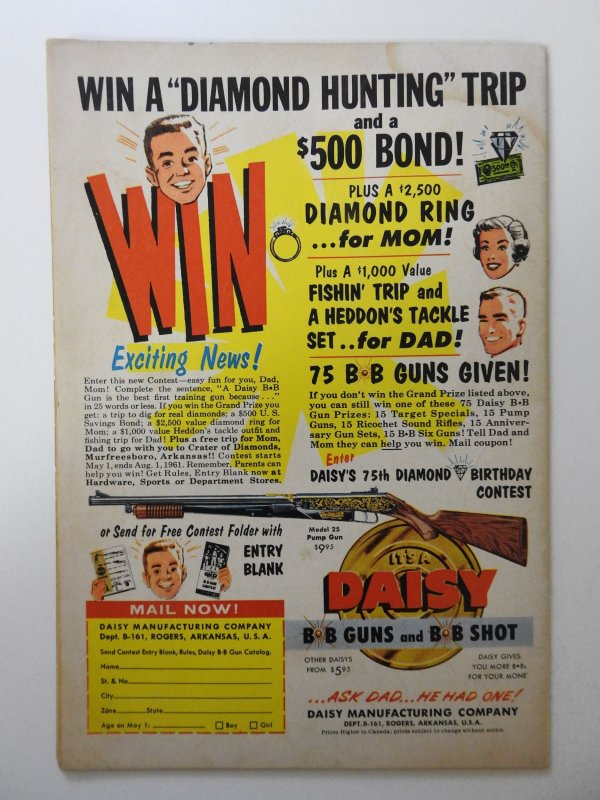 WIN A "DIAMOND HUNTING" TRIP
and a
$500 BOND!
WIN
PLUS A $2,500
DIAMOND RING
...for MOM!
Plus A $1,000 Value
FISHIN' TRIP and
A HEDDON'S TACKLE
SET..for DAD!
Exciting News!
Enter this new Contest—easy fun for you, Dad,
Mom! Complete the sentence, "A Daisy B•B
Gun is the best first training gun because..."
in 25 words or less. If you win the Grand Prize you
get: a trip to dig for real diamonds; a $500 U. S.
Savings Bond; a $2,500 value diamond ring for
Mom; a $1,000 value Heddon's tackle outfit and
fishing trip for Dad! Plus a free trip for Mom,
Dad to go with you to Crater of Diamonds,
Murfreesboro, Arkansas!! Contest starts
May 1, ends Aug. 1, 1961. Remember, Parents can
help you win! Get Rules, Entry Blank now at
Hardware, Sports or Department Stores.
75 B•B GUNS GIVEN!
If you don't win the Grand Prize listed above,
you can still win one of these 75 Daisy B•B
Gun Prizes: 15 Target Specials, 15 Pump
Guns, 15 Ricochet Sound Rifles, 15 Anniver-
sary Gun Sets, 15 B•B Six Guns! Tell Dad and
Mom they can help you win. Mail coupon!
Enter
DAISY'S 75th DIAMOND BIRTHDAY
CONTEST
or Send for Free Contest Folder with
ENTRY
BLANK
Model 25
Pump Gun
$9.95
IT'S A
DAISY
B•B GUNS and B•B SHOT
OTHER DAISYS
FROM $5.95
DAISY GIVES
YOU MORE B•Bs
FOR YOUR MONE
...ASK DAD...HE HAD ONE!
DAISY MANUFACTURING COMPANY
DEPT. B-161, ROGERS, ARKANSAS, U.S.A.
Prices Higher in Canada; prices subject to change without notice.
MAIL NOW!
DAISY MANUFACTURING COMPANY
Dept. B-161, ROGERS, ARKANSAS, U. S. A.
Send Contest Entry Blank, Rules, Daisy B-B Gun Catalog.
Name
St. & No.
City
Zone State
Age on May 1: Boy Girl